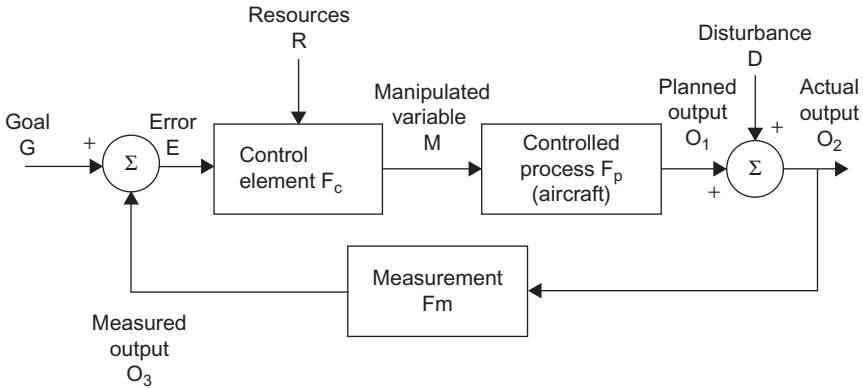 Resources
R
Disturbance
D
Goal
G
+
Σ
Error
E
Control
element Fc
Manipulated
variable
M
Controlled
process Fp
(aircraft)
Planned
output
O1
+
+
Σ
Actual
output
O2
Measurement
Fm
Measured
output
O3